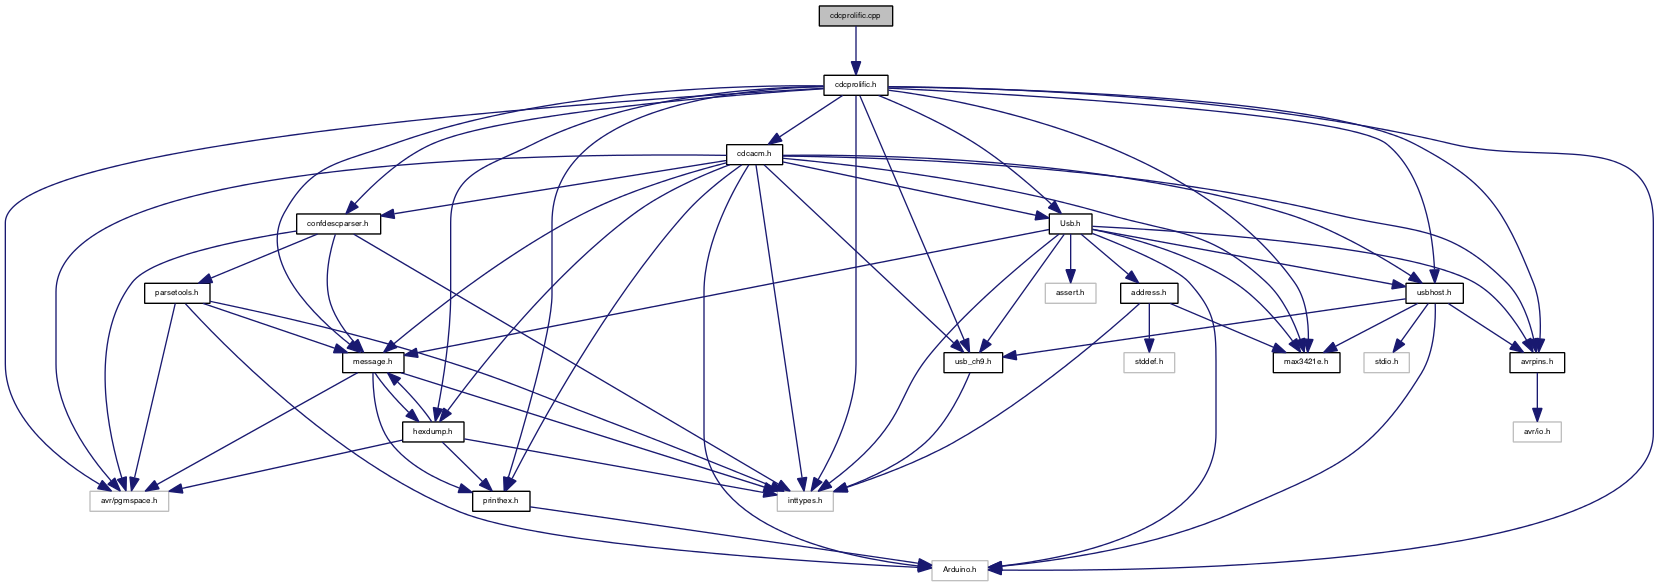 cdcprolific.cpp
cdcprolific.h
cdcacm.h
confdescparser.h
Usb.h
parsetools.h
assert.h
address.h
usbhost.h
message.h
usb_ch9.h
stddef.h
max3421e.h
stdio.h
avrpins.h
hexdump.h
avr/io.h
avr/pgmspace.h
printhex.h
inttypes.h
Arduino.h